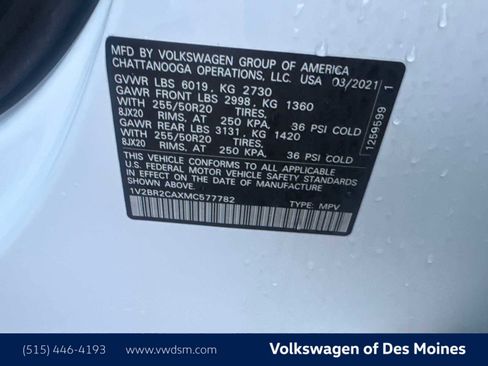 MFD BY VOLKSWAGEN GROUP OF AMERICA
CHATTANOOGA OPERATIONS, LLC. USA 03/2021
GVWR LBS 6019, KG 2730
GAWR FRONT LBS 2998, KG 1360
WITH 255/50R20 TIRES,
8JX20 RIMS, AT 250 KPA, 36 PSI COLD
GAWR REAR LBS 3131, KG 1420
WITH 255/50R20 TIRES,
8JX20 RIMS, AT 250 KPA, 36 PSI COLD
THIS VEHICLE CONFORMS TO ALL APPLICABLE
U.S. FEDERAL MOTOR VEHICLE SAFETY STANDARDS
IN EFFECT ON THE DATE OF
MANUFACTURE SHOWN ABOVE
1V2BR2CAXMC577782
TYPE: MPV
1259599 1
(515) 446-4193 www.vwdsm.com Volkswagen of Des Moines